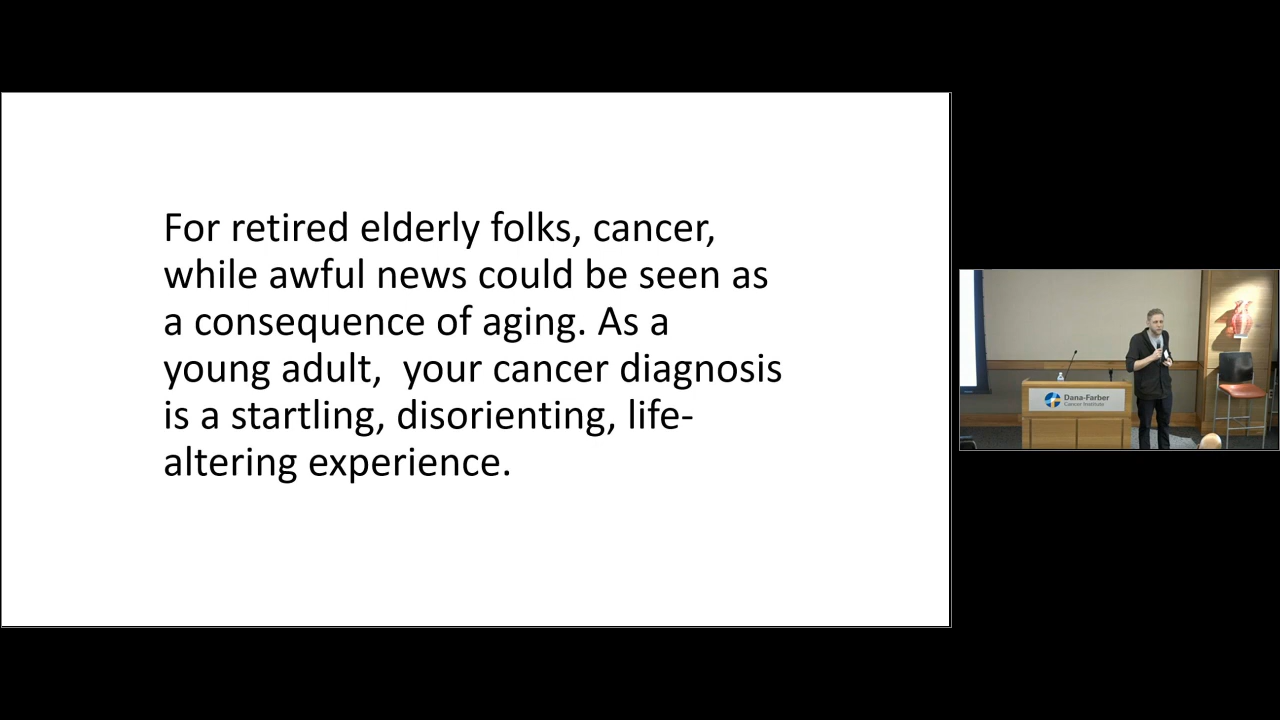 For retired elderly folks, cancer,
while awful news could be seen as
a consequence of aging. As a
young adult,  your cancer diagnosis
is a startling, disorienting, life-
altering experience.
Dana-Farber
Cancer Institute